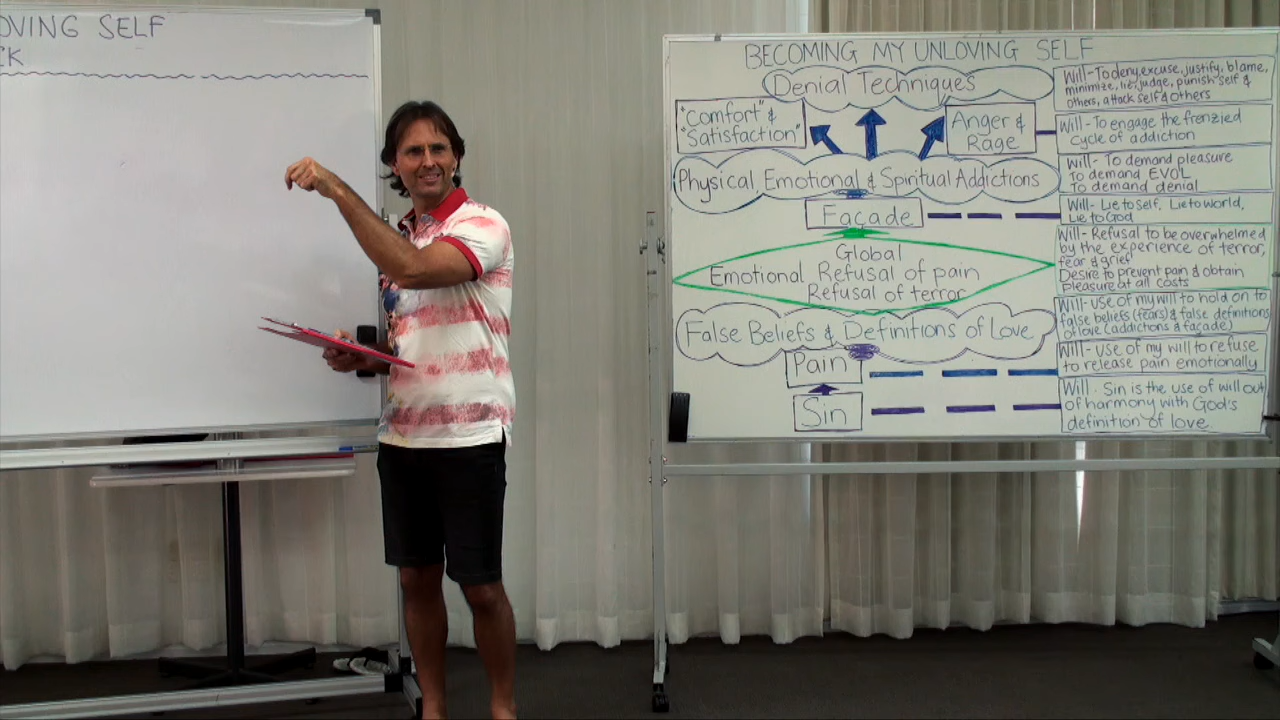 OVING SELF
CK
BECOMING MY UNLOVING SELF
Denial Techniques
"Comfort" &
"Satisfaction"
Anger &
Rage
Physical, Emotional & Spiritual Addictions
Façade
Global
Emotional Refusal of pain
Refusal of terror
False Beliefs & Definitions of Love
Pain
Sin
Will - To deny, excuse, justify, blame,
minimize, lie, judge, punish self &
others, attack self & others
Will - To engage the frenzied
cycle of addiction
Will - To demand pleasure
To demand EVOL
To demand denial
Will - Lie to self, Lie to world,
Lie to God
Will - Refusal to be overwhelmed
by the experience of terror,
fear & grief
Desire to prevent pain & obtain
pleasure at all costs
Will - use of my will to hold on to
false beliefs (fears) & false definitions
of love (addictions & facade)
Will - use of my will to refuse
to release pain emotionally
Will - Sin is the use of will out
of harmony with God's
definition of love